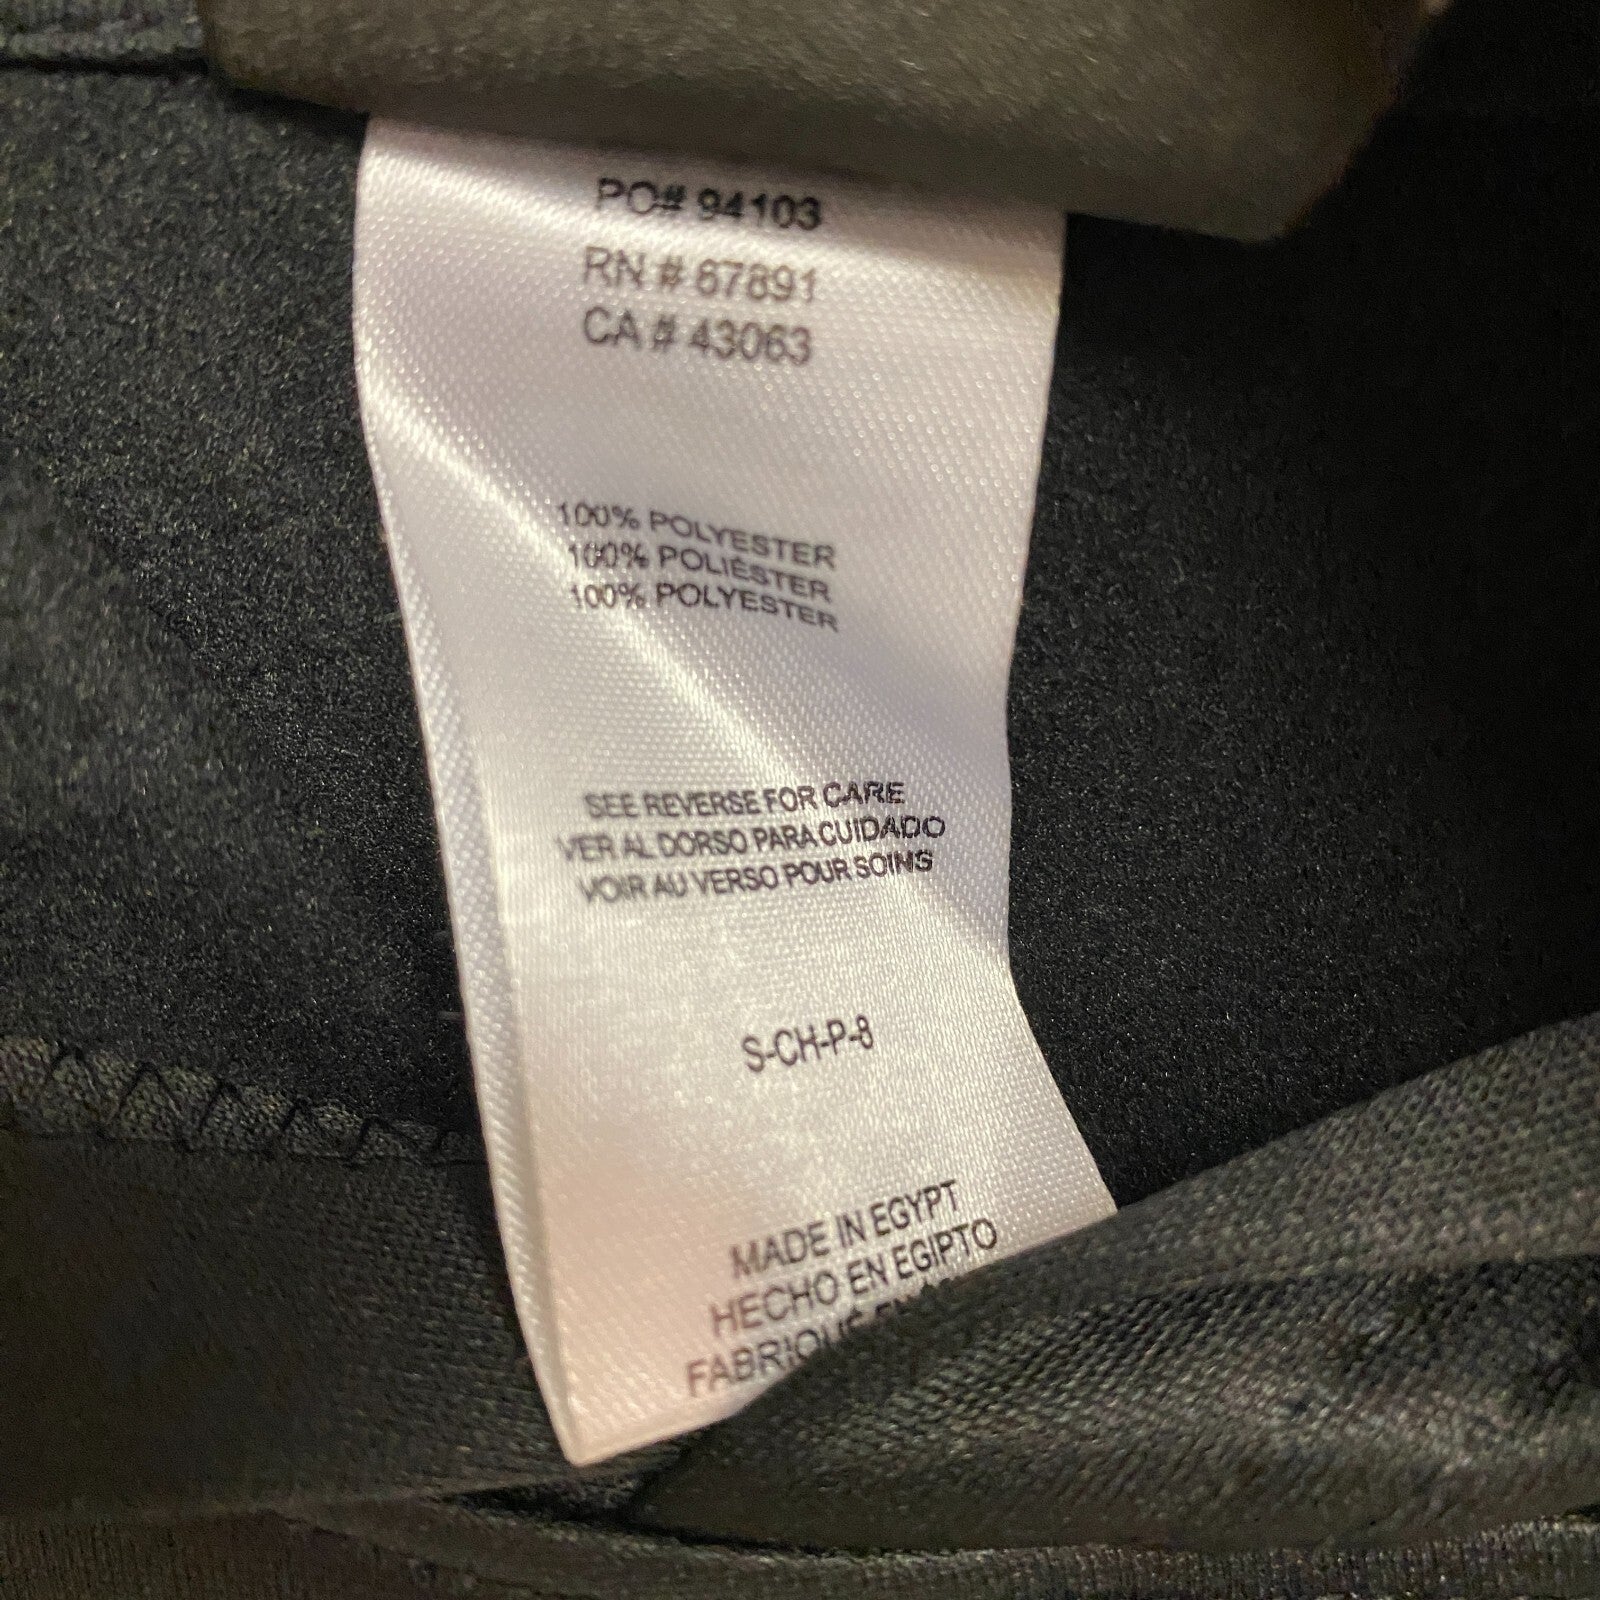 PO# 94103
RN # 67891
CA # 43063
100% POLYESTER
100% POLIÉSTER
100% POLYESTER
SEE REVERSE FOR CARE
VER AL DORSO PARA CUIDADO
VOIR AU VERSO POUR SOINS
S-CH-P-8
MADE IN EGYPT
HECHO EN EGIPTO
FABRIQUÉ